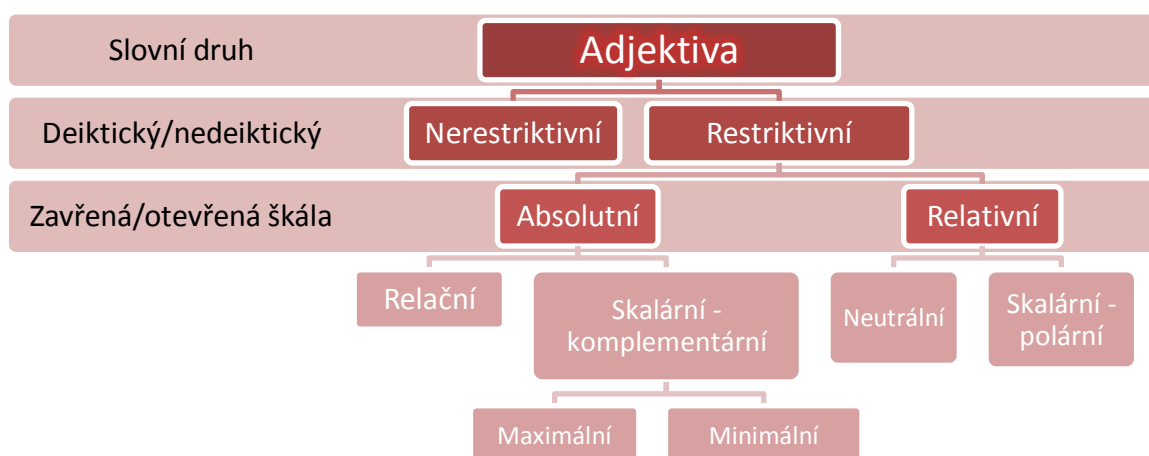 Slovní druh
Adjektiva
Deiktický/nedeiktický
Nerestriktivní
Restriktivní
Zavřená/otevřená škála
Absolutní
Relativní
Relační
Skalární -
komplementární
Neutrální
Skalární -
polární
Maximální
Minimální